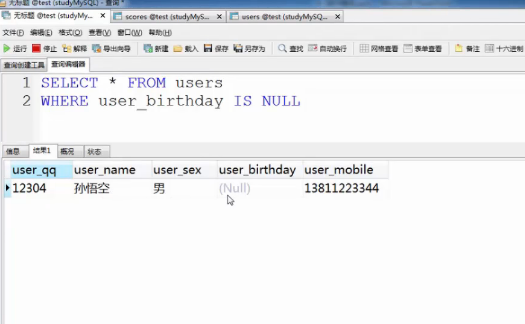 无标题 @test (studyMySQL) - 查询
无标题 @test (studyMy... scores @test (studyMyS... users @test (studyMySQ...
文件(F) 编辑(E) 格式(O) 查看(V) 窗口(W) 帮助(H)
运行 停止 解释 导出向导 新建 载入 保存 另存为 查找 自动换行 网格查看 表单查看 备注 十六进制
查询创建工具 查询编辑器
1 SELECT * FROM users
2 WHERE user_birthday IS NULL
信息 结果1 概况 状态
user_qq user_name user_sex user_birthday user_mobile
12304 孙悟空 男 (Null) 13811223344